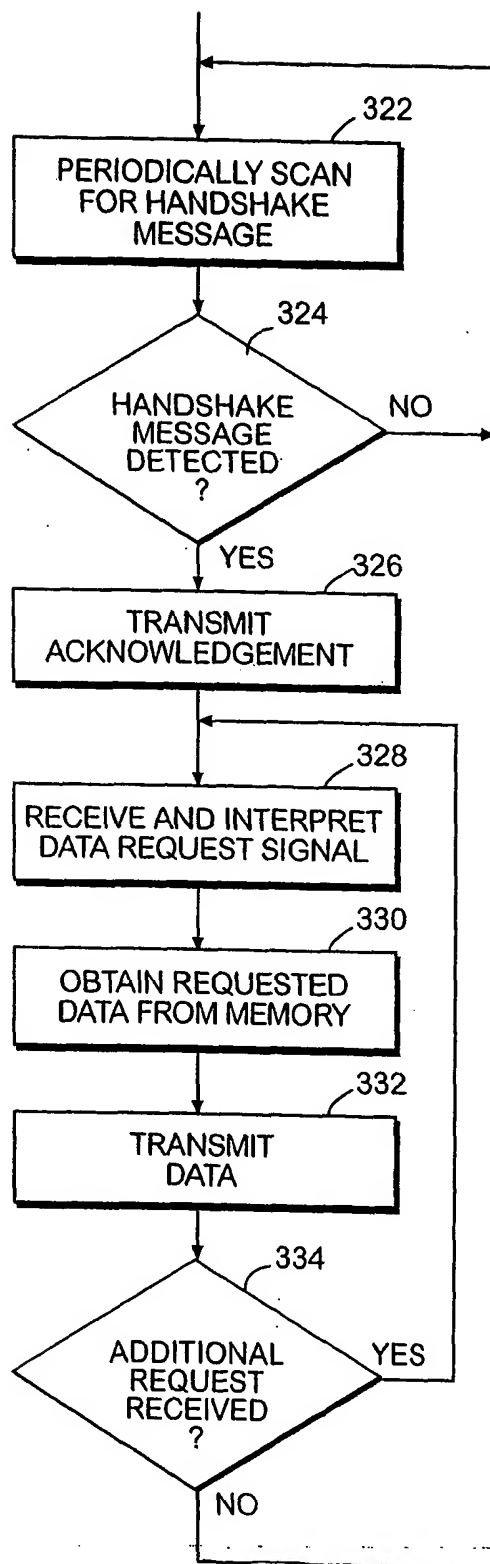 322
PERIODICALLY SCAN
FOR HANDSHAKE
MESSAGE
324
HANDSHAKE
MESSAGE
DETECTED
?
NO
YES
326
TRANSMIT
ACKNOWLEDGEMENT
328
RECEIVE AND INTERPRET
DATA REQUEST SIGNAL
330
OBTAIN REQUESTED
DATA FROM MEMORY
332
TRANSMIT
DATA
334
ADDITIONAL
REQUEST
RECEIVED
?
YES
NO